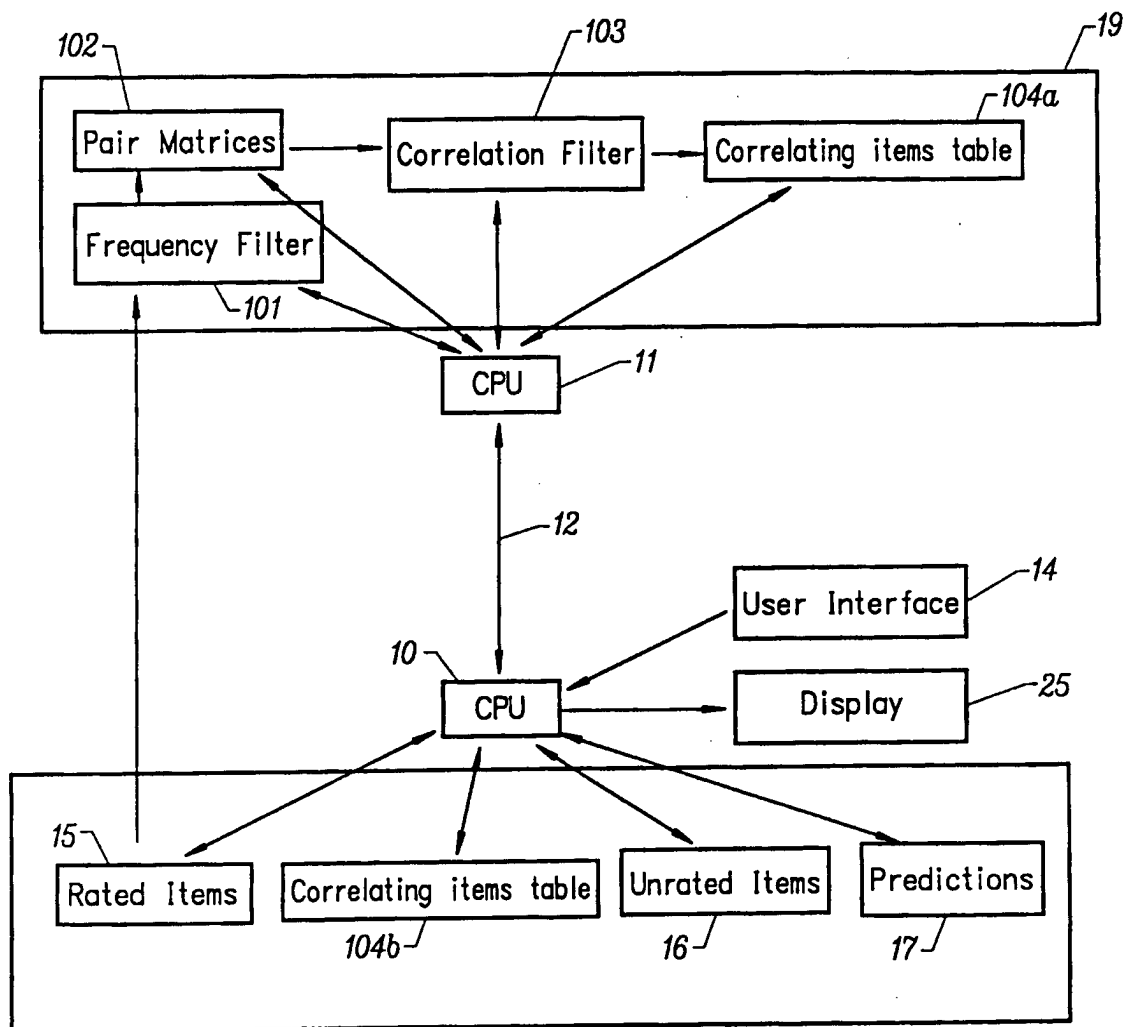 102
103
19
104a
Pair Matrices
Correlation Filter
Correlating items table
Frequency Filter
101
CPU
11
12
14
User Interface
10
CPU
25
Display
15
Rated Items
Correlating items table
Unrated Items
Predictions
104b
16
17